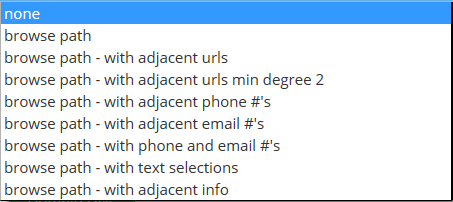 none
browse path
browse path - with adjacent urls
browse path - with adjacent urls min degree 2
browse path - with adjacent phone #'s
browse path - with adjacent email #'s
browse path - with phone and email #'s
browse path - with text selections
browse path - with adjacent info